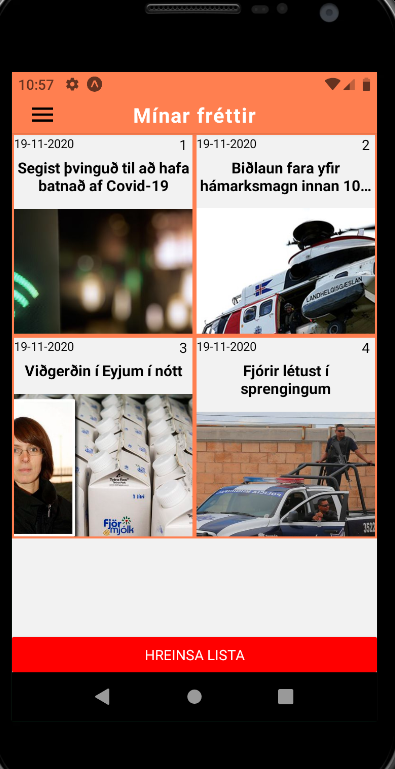 10:57
Mínar fréttir
19-11-2020 1
Segist þvinguð til að hafa
batnað af Covid-19
19-11-2020 2
Biðlaun fara yfir
hámarksmagn innan 10...
LANDHELGISGÆSLAN
19-11-2020 3
Viðgerðin í Eyjum í nótt
Fjör
mjólk
19-11-2020 4
Fjórir létust í
sprengingum
3522
HREINSA LISTA